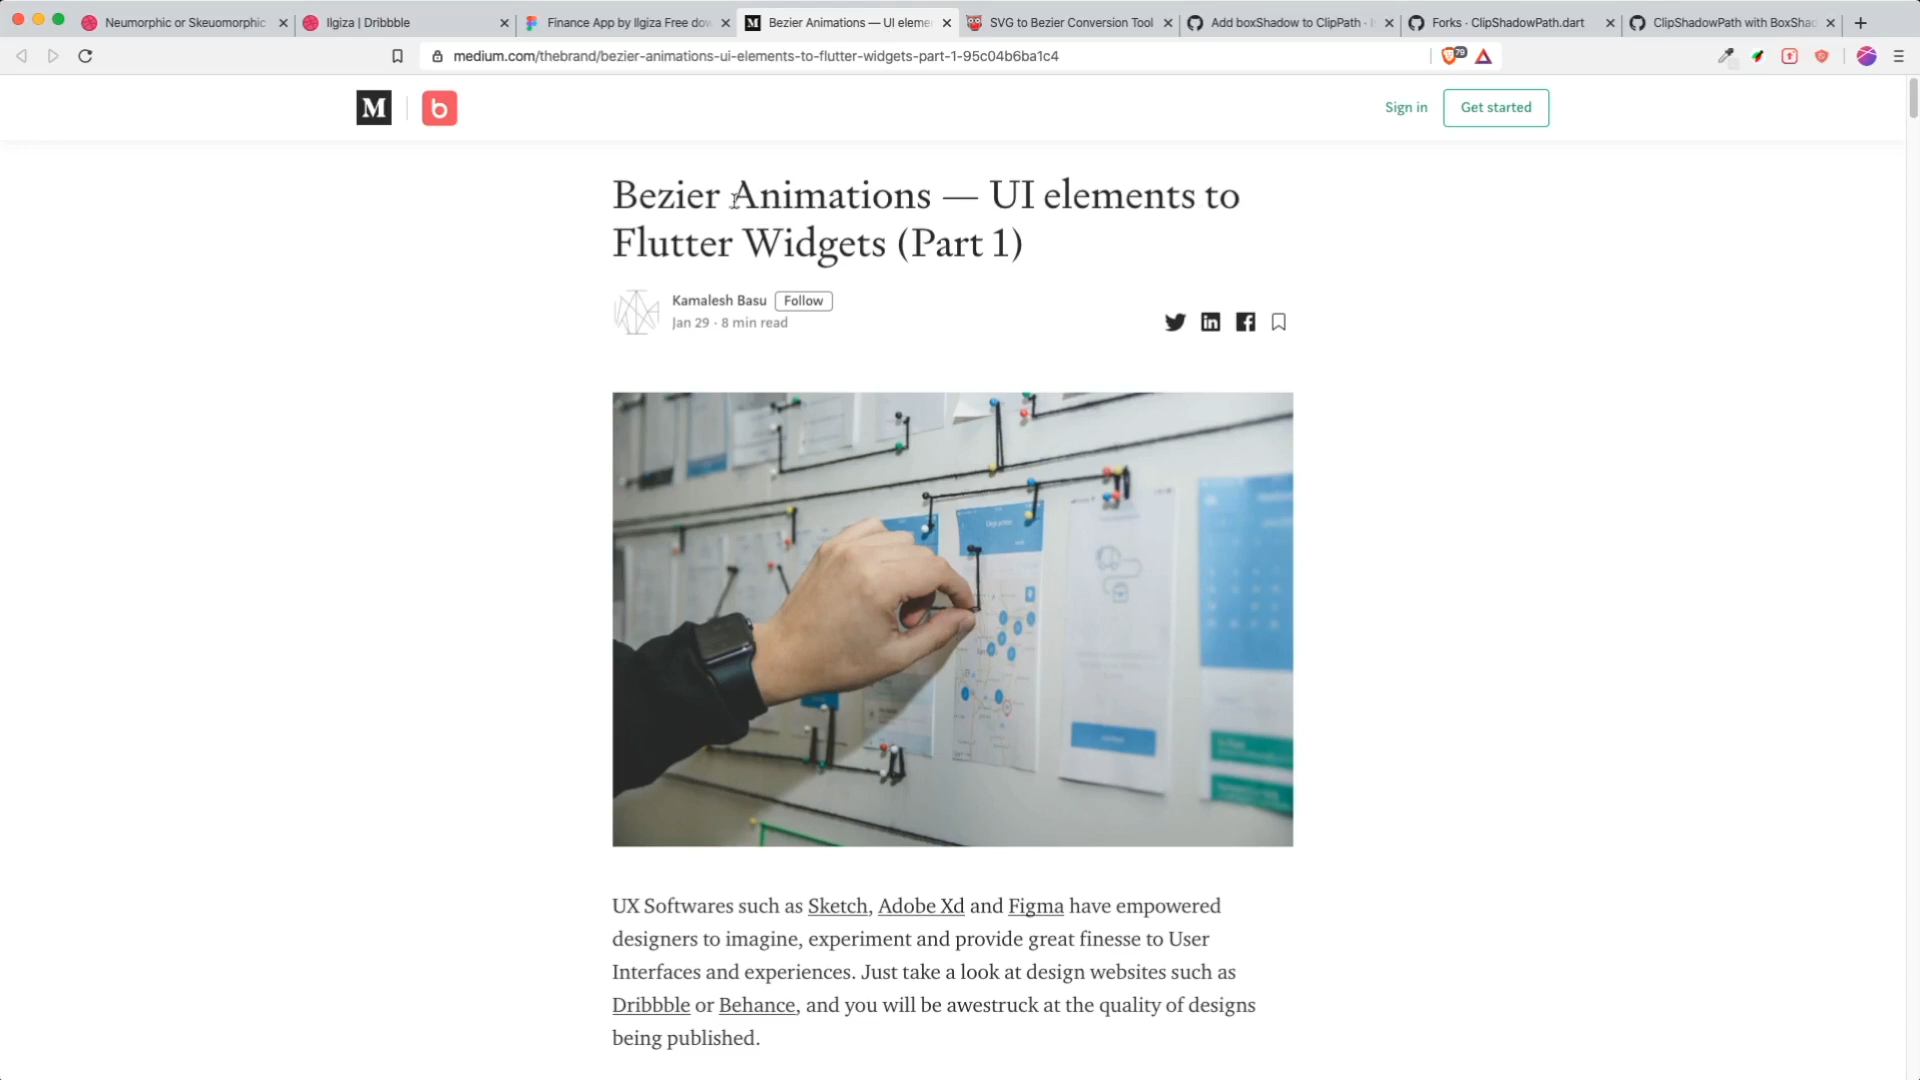 Neumorphic or Skeuomorphic
Ilgiza | Dribbble
Finance App by Ilgiza Free dow
Bezier Animations — UI eleme
SVG to Bezier Conversion Tool
Add boxShadow to ClipPath · Is
Forks · ClipShadowPath.dart
ClipShadowPath with BoxShad
medium.com/thebrand/bezier-animations-ui-elements-to-flutter-widgets-part-1-95c04b6ba1c4
79
M
b
Sign in
Get started
Bezier Animations — UI elements to
Flutter Widgets (Part 1)
Kamalesh Basu
Follow
Jan 29 · 8 min read
UX Softwares such as Sketch, Adobe Xd and Figma have empowered
designers to imagine, experiment and provide great finesse to User
Interfaces and experiences. Just take a look at design websites such as
Dribbble or Behance, and you will be awestruck at the quality of designs
being published.